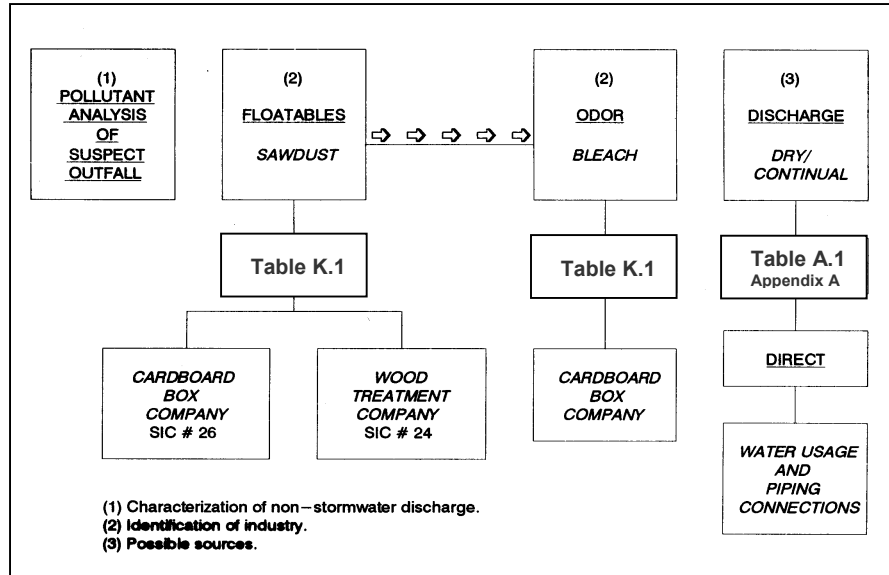 (1)
POLLUTANT
ANALYSIS
OF
SUSPECT
OUTFALL
(2)
FLOATABLES
SAWDUST
(2)
ODOR
BLEACH
(3)
DISCHARGE
DRY/
CONTINUAL
Table K.1
Table K.1
Table A.1
Appendix A
CARDBOARD
BOX
COMPANY
SIC # 26
WOOD
TREATMENT
COMPANY
SIC # 24
CARDBOARD
BOX
COMPANY
DIRECT
WATER USAGE
AND
PIPING
CONNECTIONS
(1) Characterization of non-stormwater discharge.
(2) Identification of industry.
(3) Possible sources.